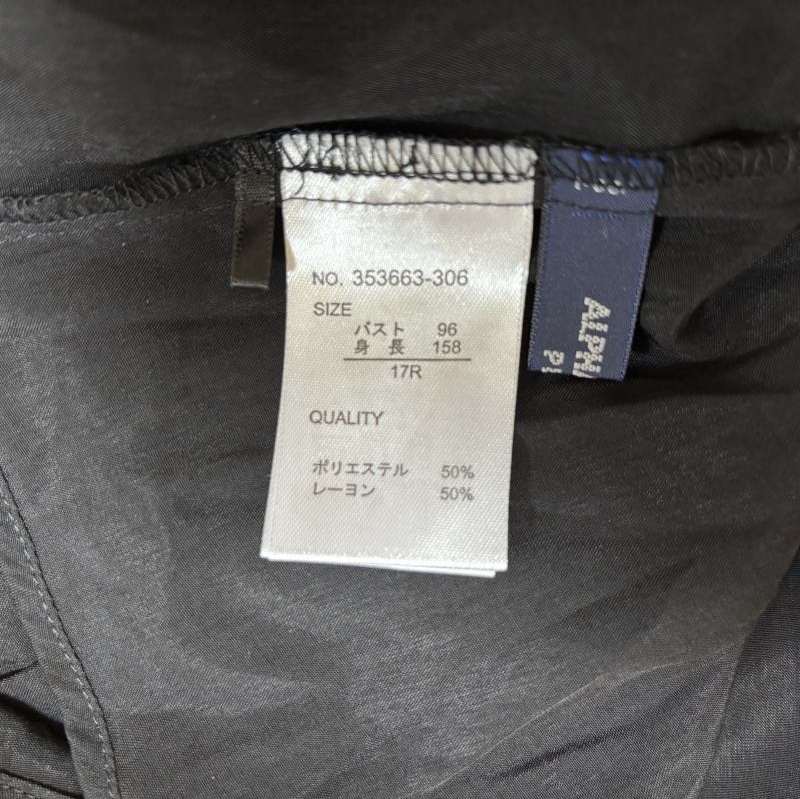 NO. 353663-306
SIZE
バスト 96
身 長 158
17R
QUALITY
ポリエステル 50%
レーヨン 50%